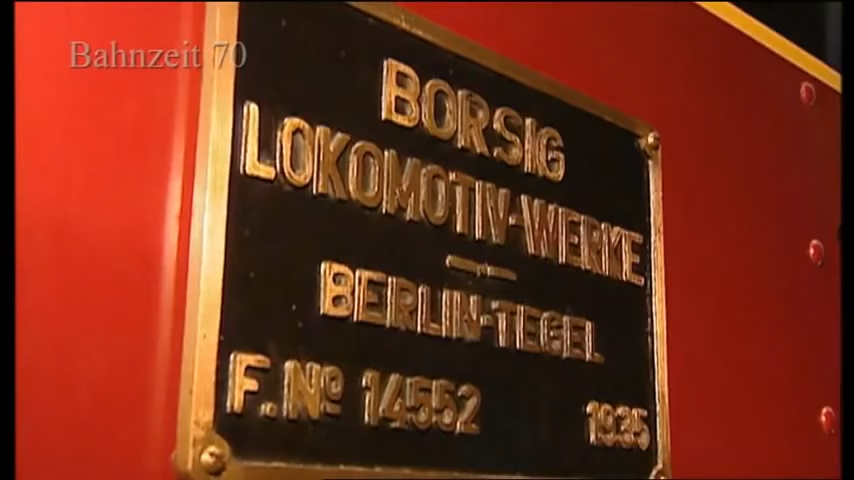 Bahnzeit 70
BORSIG
LOKOMOTIV-WERKE
BERLIN-TEGEL
F. Nº 14552 1935